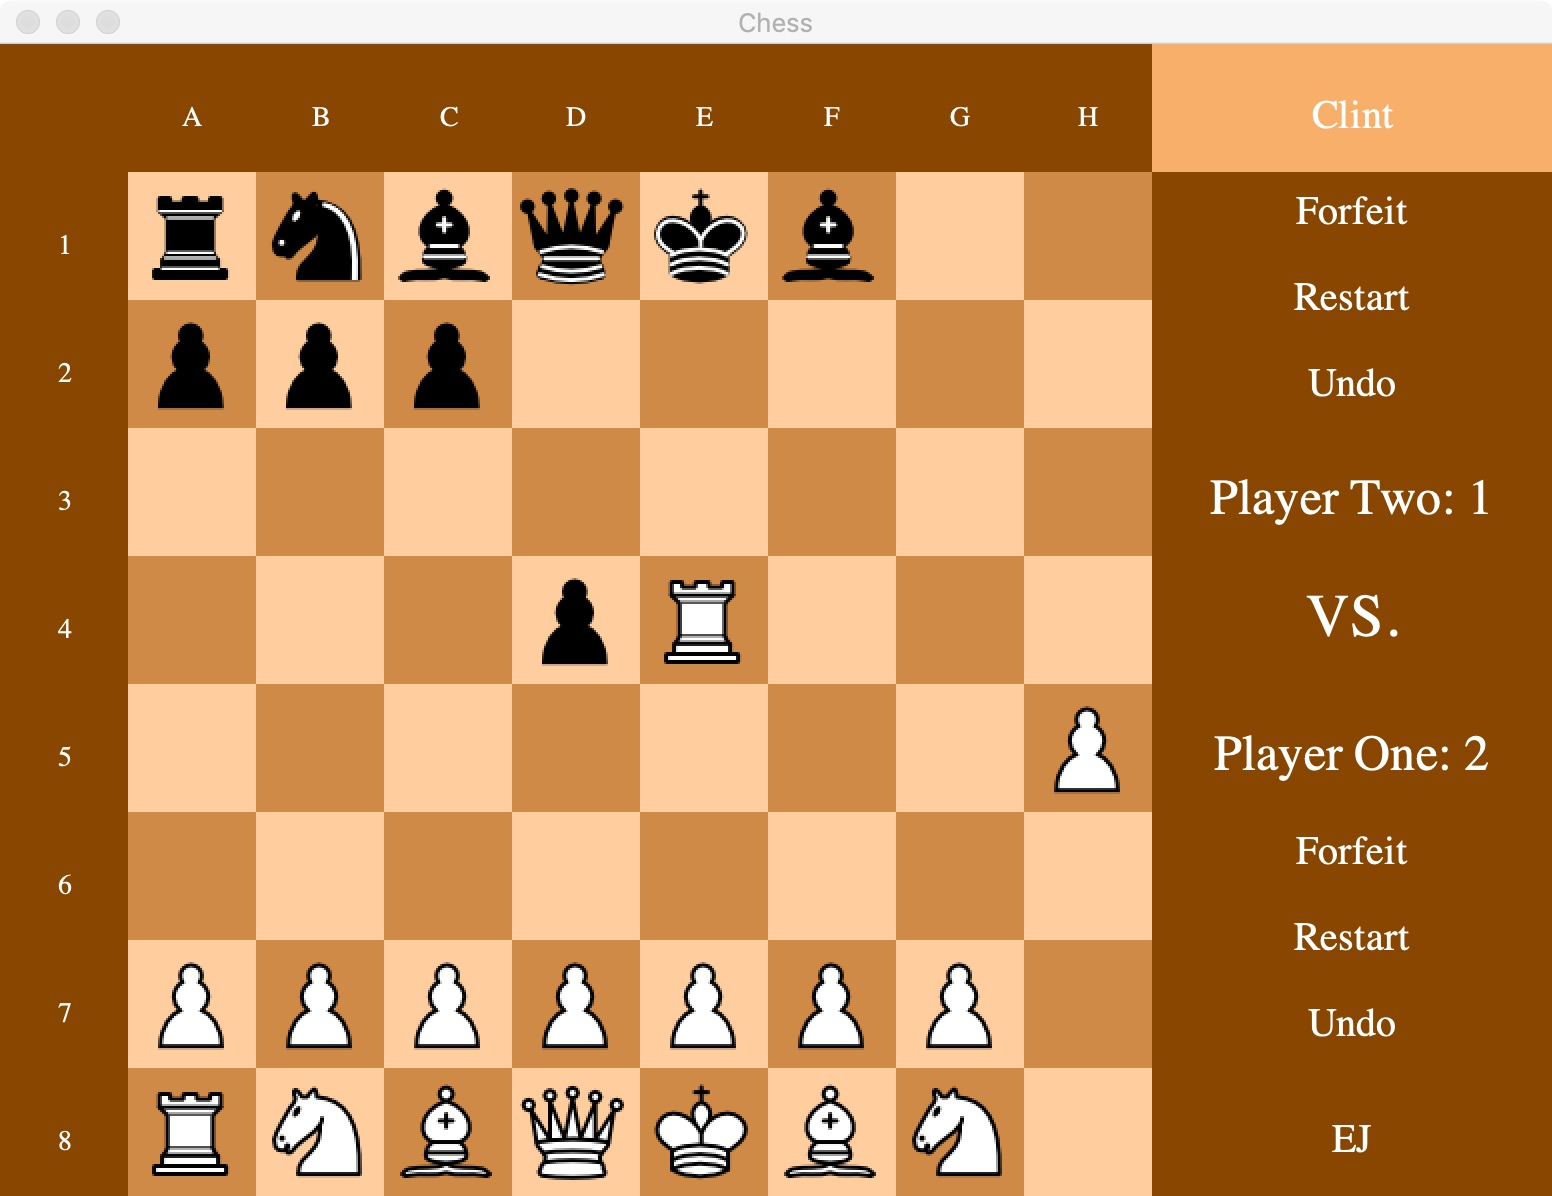 Chess
A B C D E F G H
Clint
1
Forfeit
Restart
2
Undo
3
Player Two: 1
4
VS.
5
Player One: 2
Forfeit
6
Restart
7
Undo
8
EJ